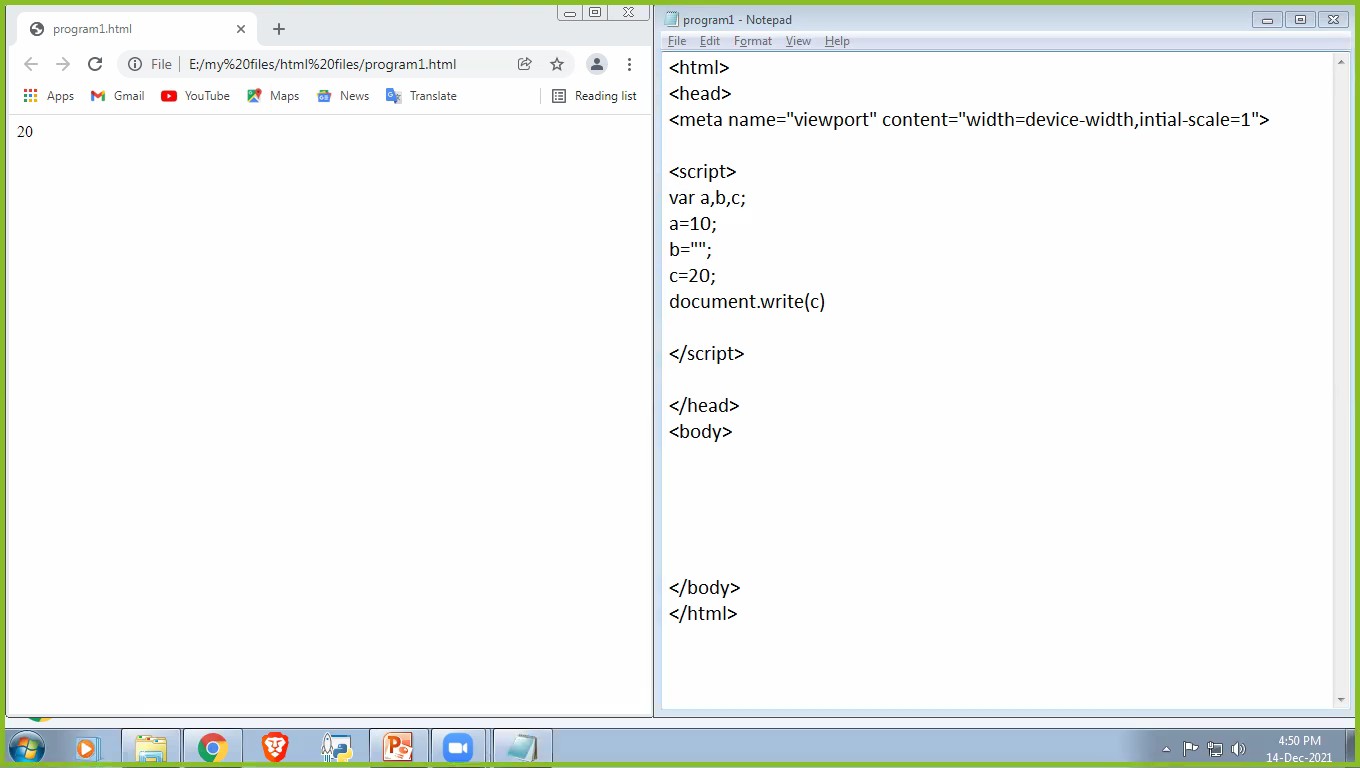 program1.html
File
E:/my%20files/html%20files/program1.html
Apps
Gmail
YouTube
Maps
News
Translate
Reading list
20
program1 - Notepad
File Edit Format View Help
<html>
<head>
<meta name="viewport" content="width=device-width,intial-scale=1">
<script>
var a,b,c;
a=10;
b="";
c=20;
document.write(c)
</script>
</head>
<body>
</body>
</html>
4:50 PM
14-Dec-2021